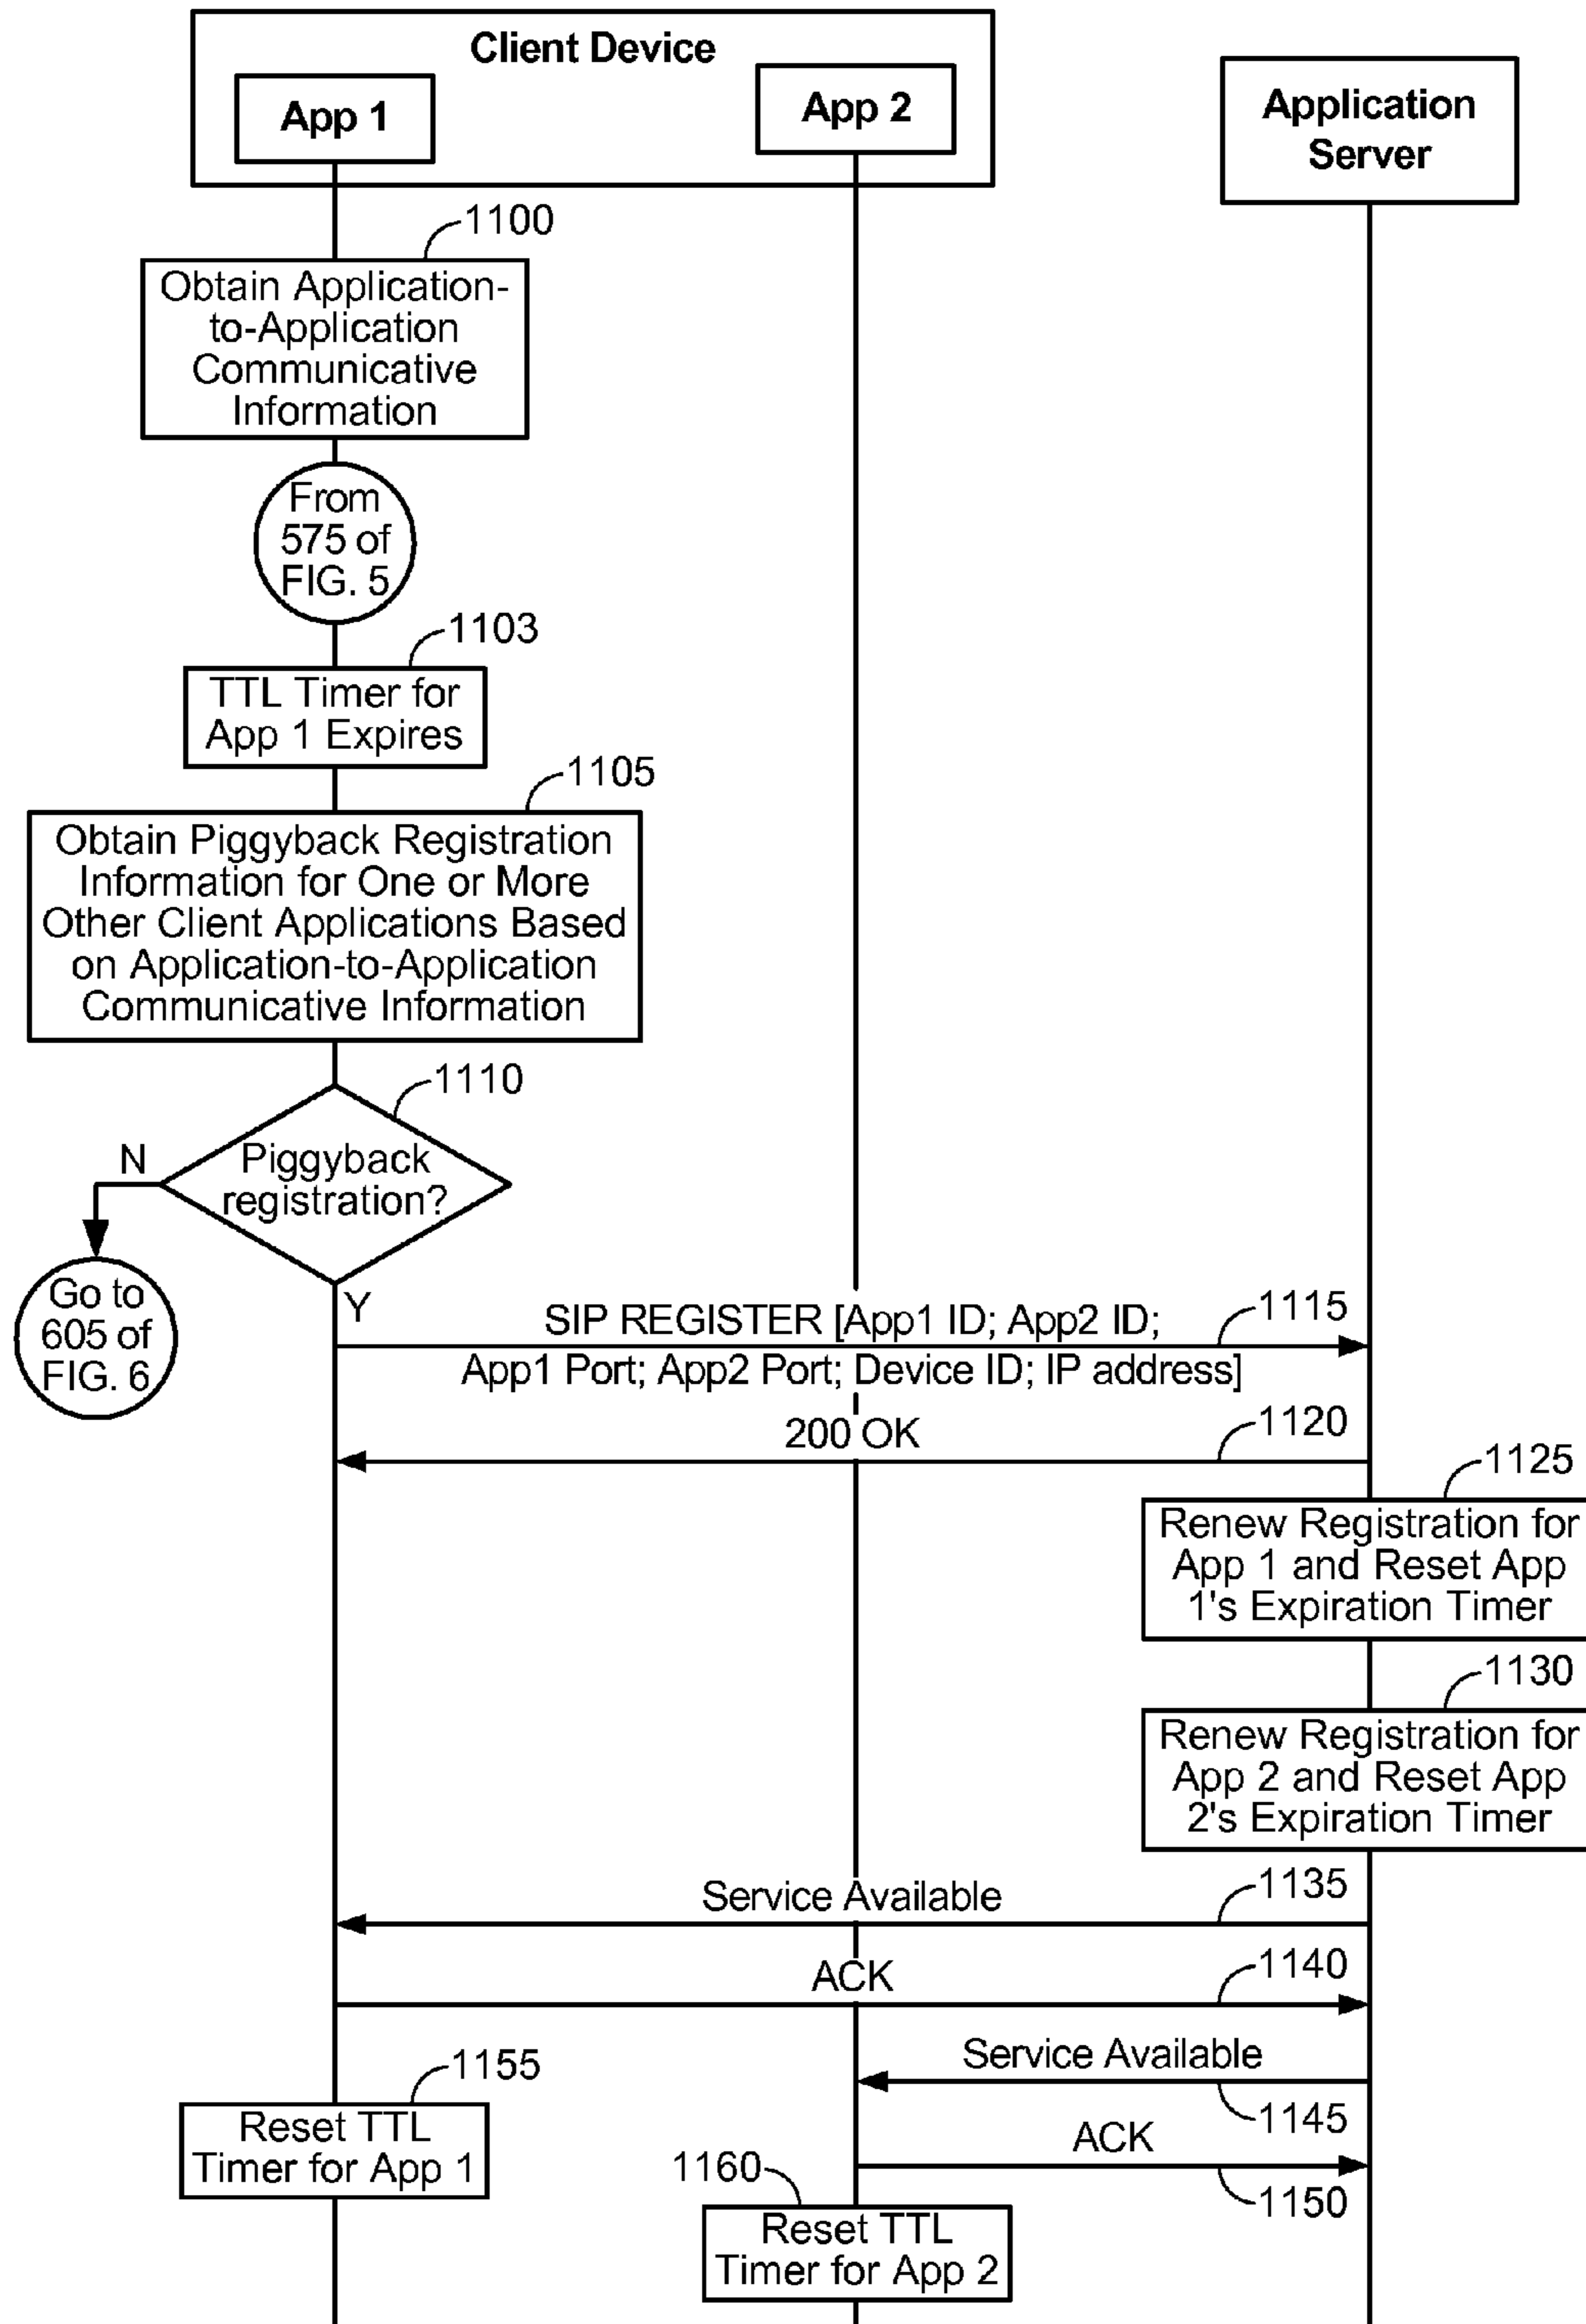 Client Device
App 1
App 2
Application
Server
1100
Obtain Application-
to-Application
Communicative
Information
From
575 of
FIG. 5
1103
TTL Timer for
App 1 Expires
1105
Obtain Piggyback Registration
Information for One or More
Other Client Applications Based
on Application-to-Application
Communicative Information
1110
Piggyback
registration?
N
Go to
605 of
FIG. 6
Y
SIP REGISTER [App1 ID; App2 ID;
1115
App1 Port; App2 Port; Device ID; IP address]
200 OK
1120
1125
Renew Registration for
App 1 and Reset App
1's Expiration Timer
1130
Renew Registration for
App 2 and Reset App
2's Expiration Timer
Service Available
1135
ACK
1140
Service Available
1145
1155
Reset TTL
Timer for App 1
ACK
1150
1160
Reset TTL
Timer for App 2